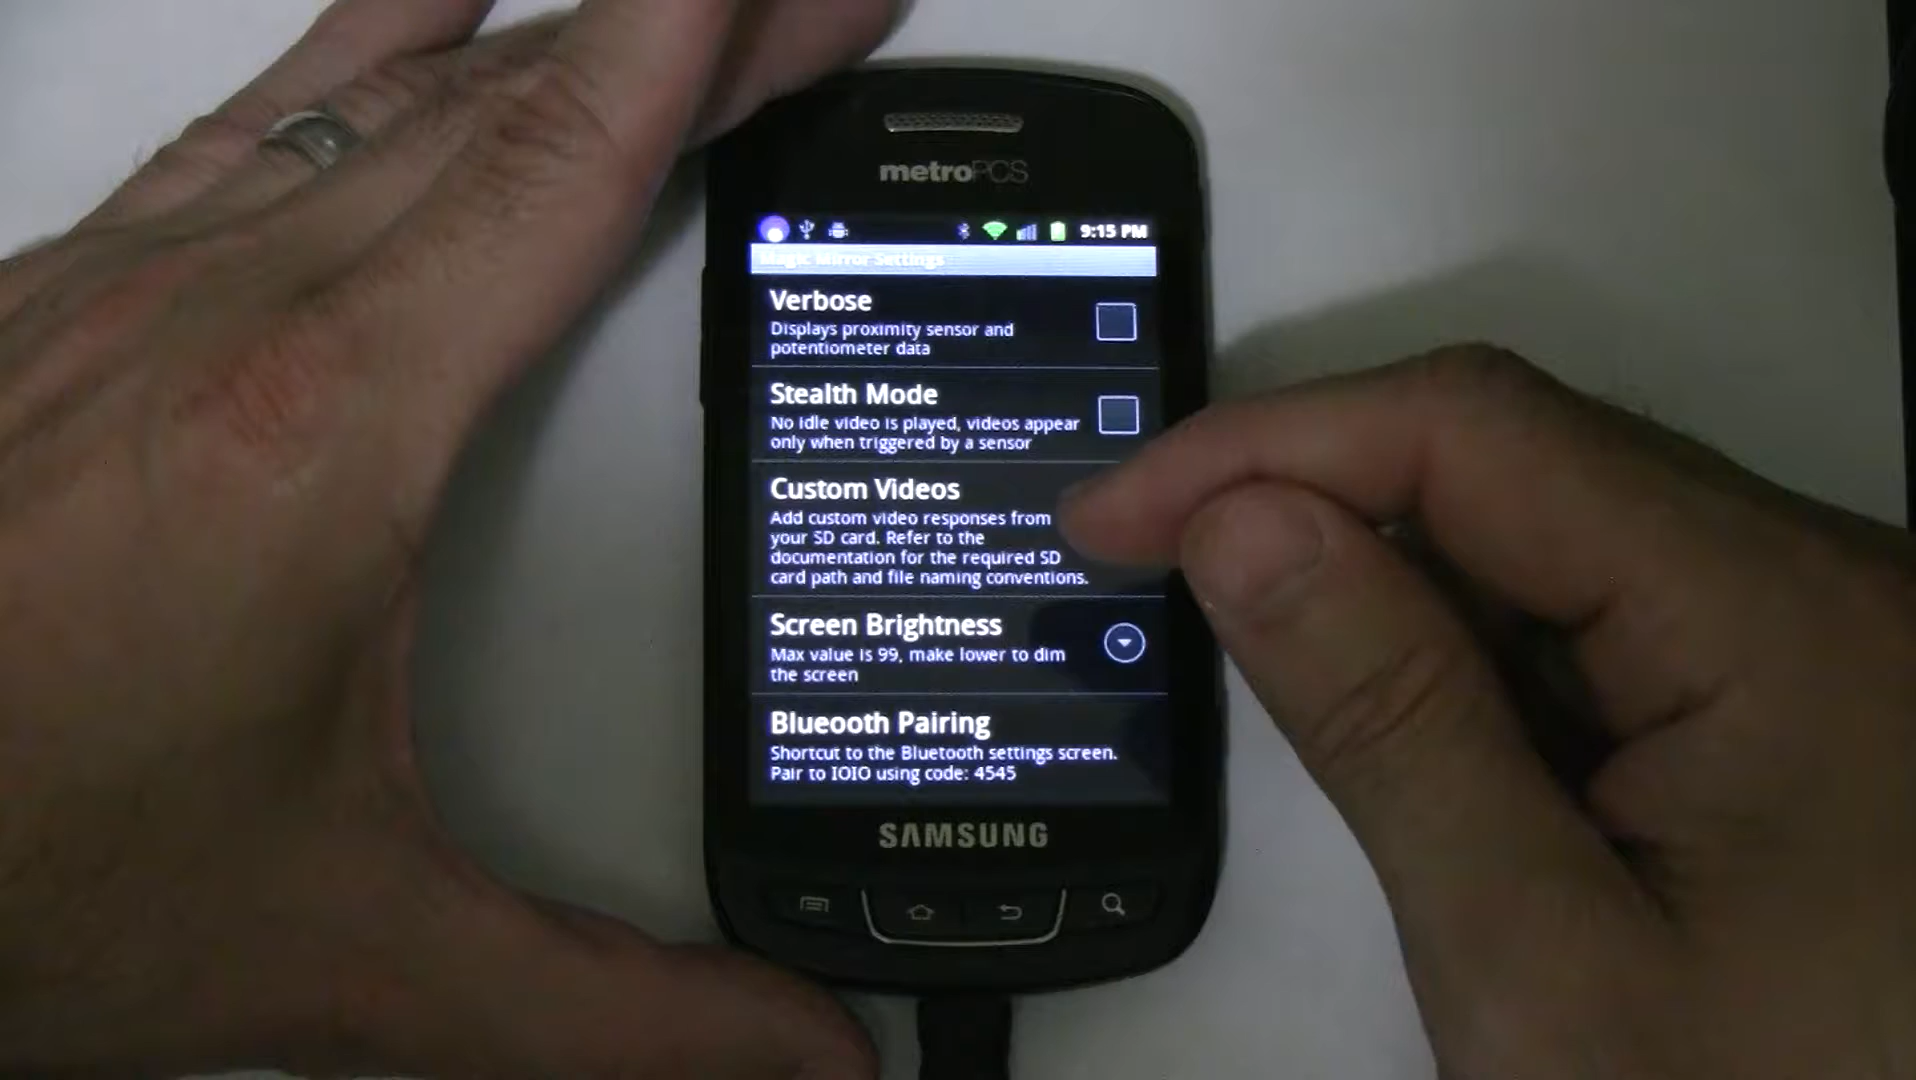 metroPCS
9:15 PM
Magic Mirror Settings
Verbose
Displays proximity sensor and
potentiometer data
Stealth Mode
No idle video is played, videos appear
only when triggered by a sensor
Custom Videos
Add custom video responses from
your SD card. Refer to the
documentation for the required SD
card path and file naming conventions.
Screen Brightness
Max value is 99, make lower to dim
the screen
Blueooth Pairing
Shortcut to the Bluetooth settings screen.
Pair to IOIO using code: 4545
SAMSUNG